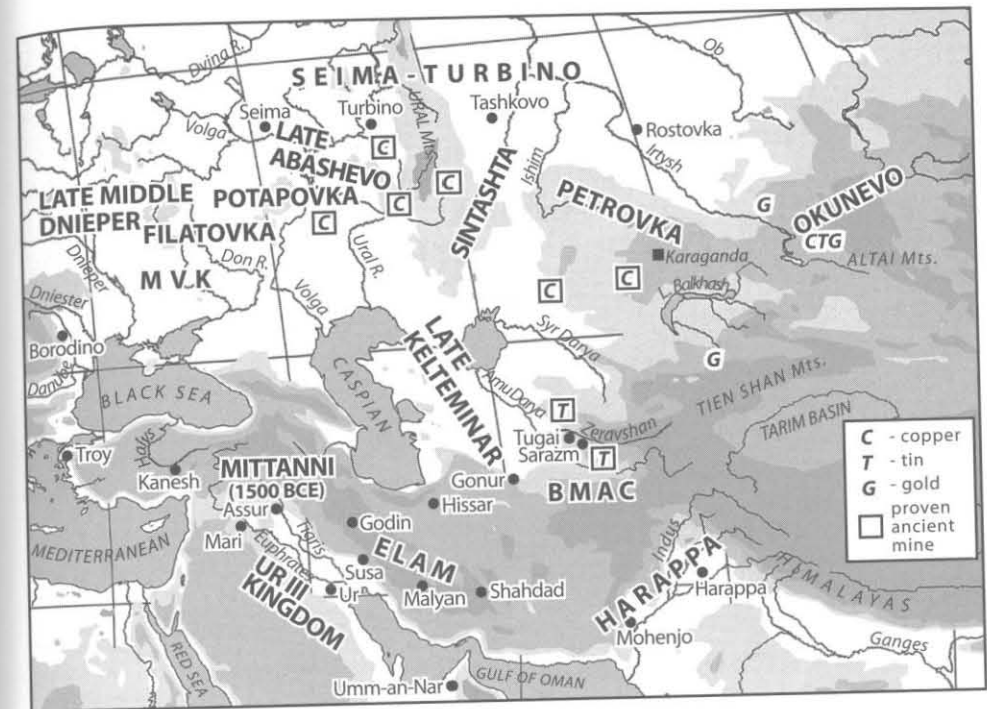 Dvina R.
Ob
SEIMA-TURBINO
Seima
Turbino
Tashkovo
Rostovka
Volga
LATE
ABASHEVO
URAL Mts.
Irtysh
Ishim
C
C
C
C
LATE MIDDLE
DNIEPER
POTAPOVKA
FILATOVKA
SINTASHTA
PETROVKA
G
OKUNEVO
CTG
ALTAI Mts.
Dnieper
Don R.
Ural R.
Karaganda
MVK
Volga
C
C
Balkhash
Dniester
Borodino
Danube
Syr Darya
G
LATE
KELTEMINAR
BLACK SEA
CASPIAN
Amu Darya
T
TIEN SHAN Mts.
Tugai
Zeravshan
Sarazm
T
TARIM BASIN
Troy
Halys
Kanesh
MITTANNI
(1500 BCE)
Gonur
BMAC
Hissar
Assur
Mari
Godin
Tigris
Euphrates
MEDITERRANEAN
ELAM
Susa
Ur
UR III
KINGDOM
Malyan
Shahdad
Indus
HARAPPA
Harappa
HIMALAYAS
Mohenjo
Ganges
RED SEA
GULF OF OMAN
Umm-an-Nar
C - copper
T - tin
G - gold
proven
ancient
mine